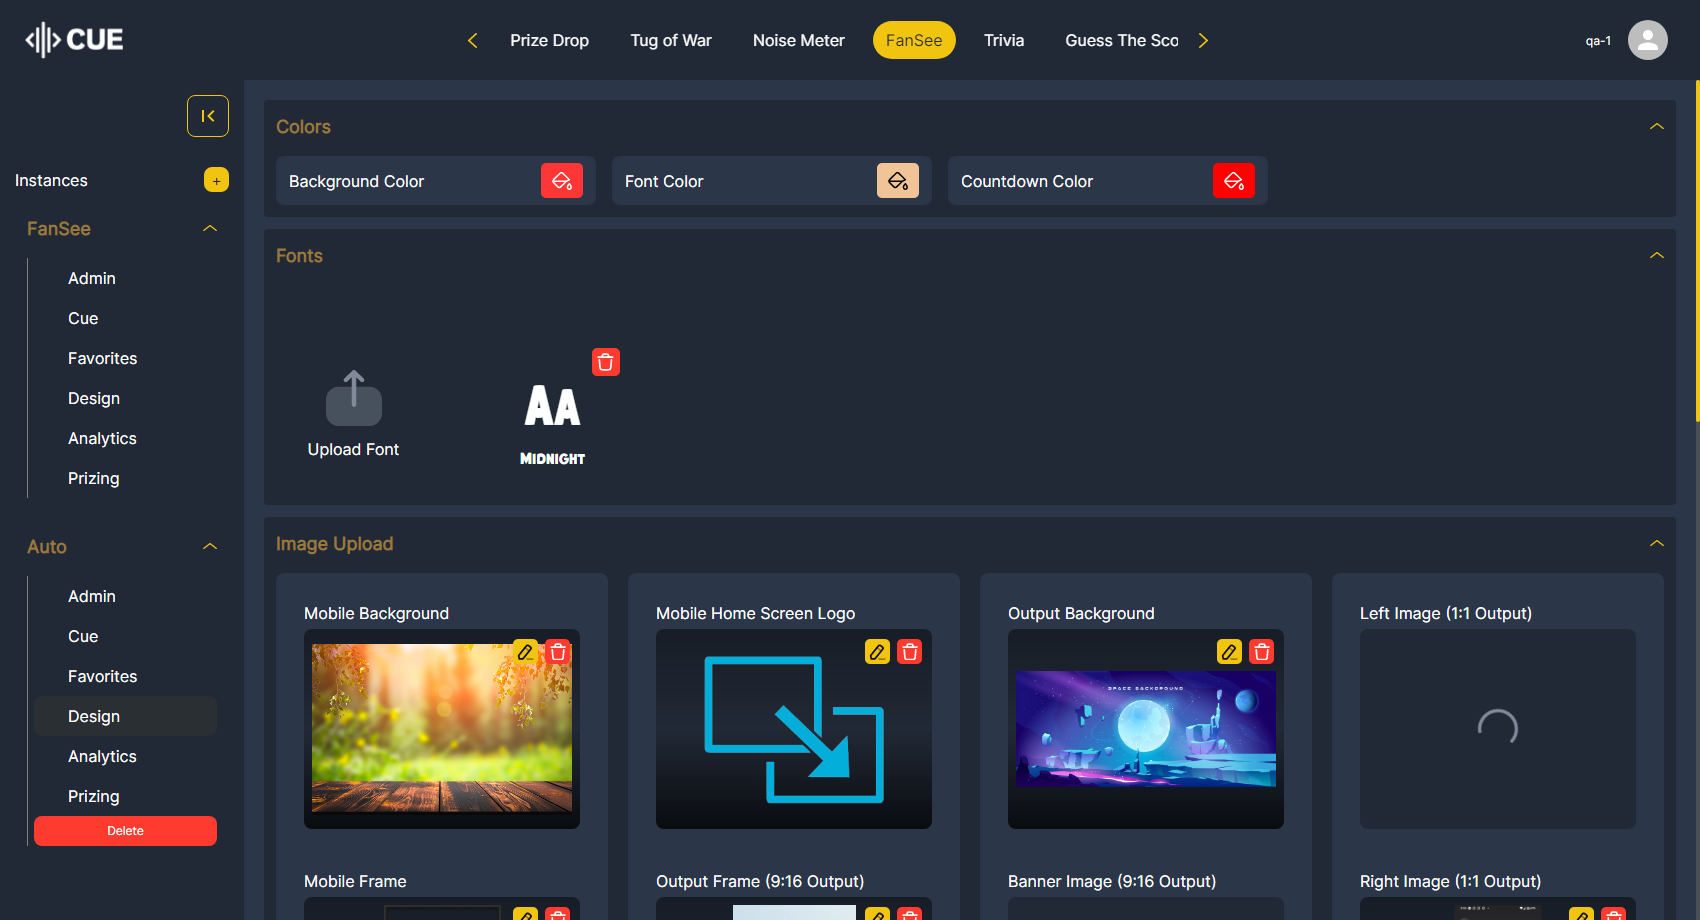 CUE
Prize Drop
Tug of War
Noise Meter
FanSee
Trivia
Guess The Sco
qa-1
Instances
+
FanSee
Admin
Cue
Favorites
Design
Analytics
Prizing
Auto
Admin
Cue
Favorites
Design
Analytics
Prizing
Delete
Colors
Background Color
Font Color
Countdown Color
Fonts
Upload Font
AA
MIDNIGHT
Image Upload
Mobile Background
Mobile Home Screen Logo
Output Background
SPACE BACKGROUND
Left Image (1:1 Output)
Mobile Frame
Output Frame (9:16 Output)
Banner Image (9:16 Output)
Right Image (1:1 Output)